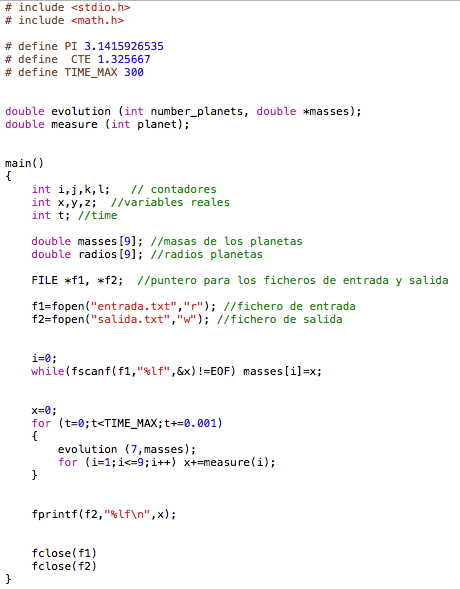 # include <stdio.h>
# include <math.h>
# define PI 3.1415926535
# define  CTE 1.325667
# define TIME_MAX 300
double evolution (int number_planets, double *masses);
double measure (int planet);
main()
{
int i,j,k,l;   // contadores
int x,y,z;  //variables reales
int t; //time
double masses[9]; //masas de los planetas
double radios[9]; //radios planetas
FILE *f1, *f2;  //puntero para los ficheros de entrada y salida
f1=fopen("entrada.txt","r"); //fichero de entrada
f2=fopen("salida.txt","w"); //fichero de salida
i=0;
while(fscanf(f1,"%lf",&x)!=EOF) masses[i]=x;
x=0;
for (t=0;t<TIME_MAX;t+=0.001)
{
evolution (7,masses);
for (i=1;i<=9;i++) x+=measure(i);
}
fprintf(f2,"%lf\n",x);
fclose(f1)
fclose(f2)
}